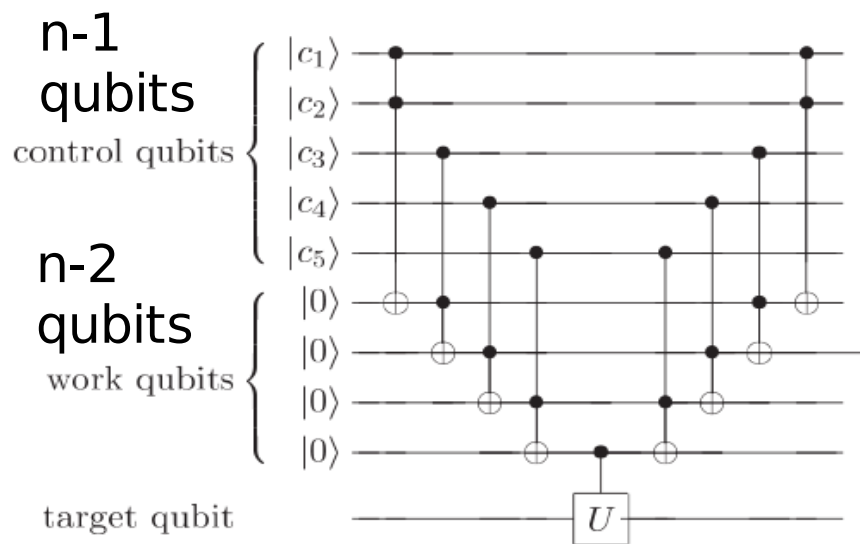 n-1
qubits
control qubits
|c₁⟩
|c₂⟩
|c₃⟩
|c₄⟩
|c₅⟩
n-2
qubits
work qubits
|0⟩
|0⟩
|0⟩
|0⟩
target qubit
U